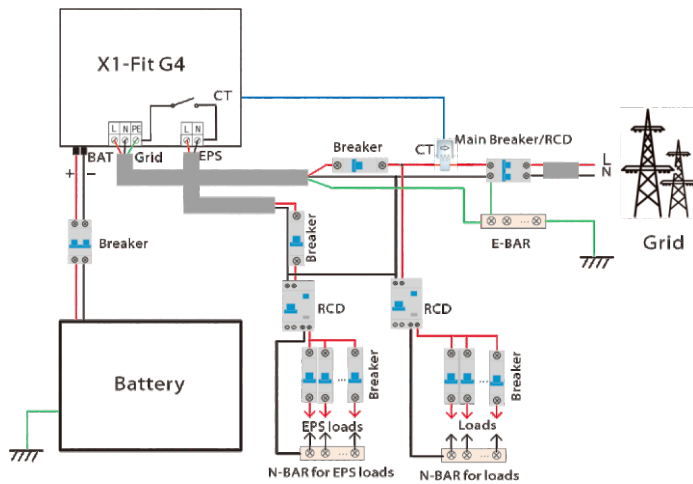 X1-Fit G4
CT
L N PE
L N
BAT
Grid
EPS
+ −
Breaker
CT
Main Breaker/RCD
L
N
E-BAR
Grid
Breaker
Breaker
RCD
RCD
Battery
...
Breaker
...
Breaker
EPS loads
Loads
...
...
N-BAR for EPS loads
N-BAR for loads